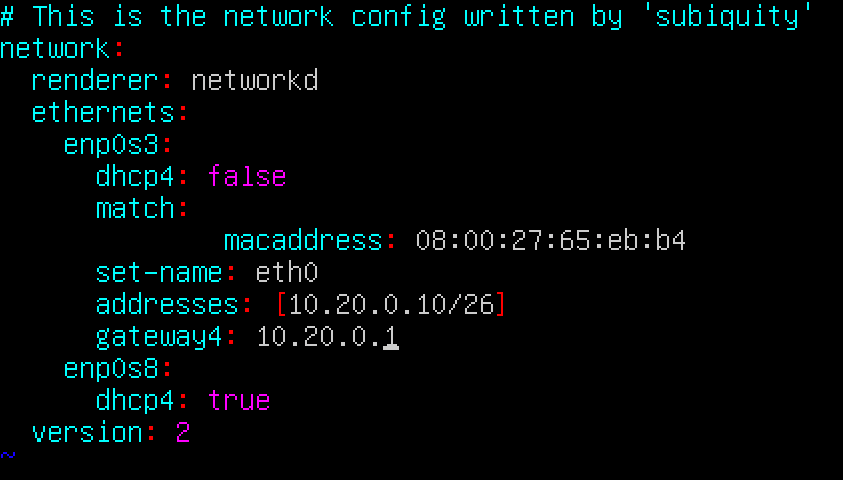 # This is the network config written by 'subiquity'
network:
  renderer: networkd
  ethernets:
    enp0s3:
      dhcp4: false
      match:
              macaddress: 08:00:27:65:eb:b4
      set-name: eth0
      addresses: [10.20.0.10/26]
      gateway4: 10.20.0.1
    enp0s8:
      dhcp4: true
  version: 2
~